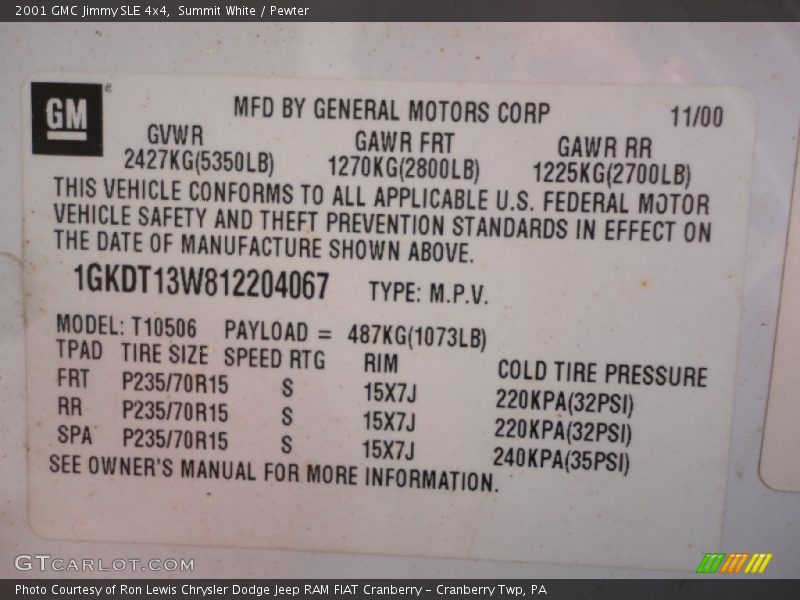 2001 GMC Jimmy SLE 4x4, Summit White / Pewter
GM ®
MFD BY GENERAL MOTORS CORP 11/00
GVWR GAWR FRT GAWR RR
2427KG(5350LB) 1270KG(2800LB) 1225KG(2700LB)
THIS VEHICLE CONFORMS TO ALL APPLICABLE U.S. FEDERAL MOTOR
VEHICLE SAFETY AND THEFT PREVENTION STANDARDS IN EFFECT ON
THE DATE OF MANUFACTURE SHOWN ABOVE.
1GKDT13W812204067 TYPE: M.P.V.
MODEL: T10506 PAYLOAD = 487KG(1073LB)
TPAD TIRE SIZE SPEED RTG RIM COLD TIRE PRESSURE
FRT P235/70R15 S 15X7J 220KPA(32PSI)
RR P235/70R15 S 15X7J 220KPA(32PSI)
SPA P235/70R15 S 15X7J 240KPA(35PSI)
SEE OWNER'S MANUAL FOR MORE INFORMATION.
GTCARLOT.COM
Photo Courtesy of Ron Lewis Chrysler Dodge Jeep RAM FIAT Cranberry – Cranberry Twp, PA